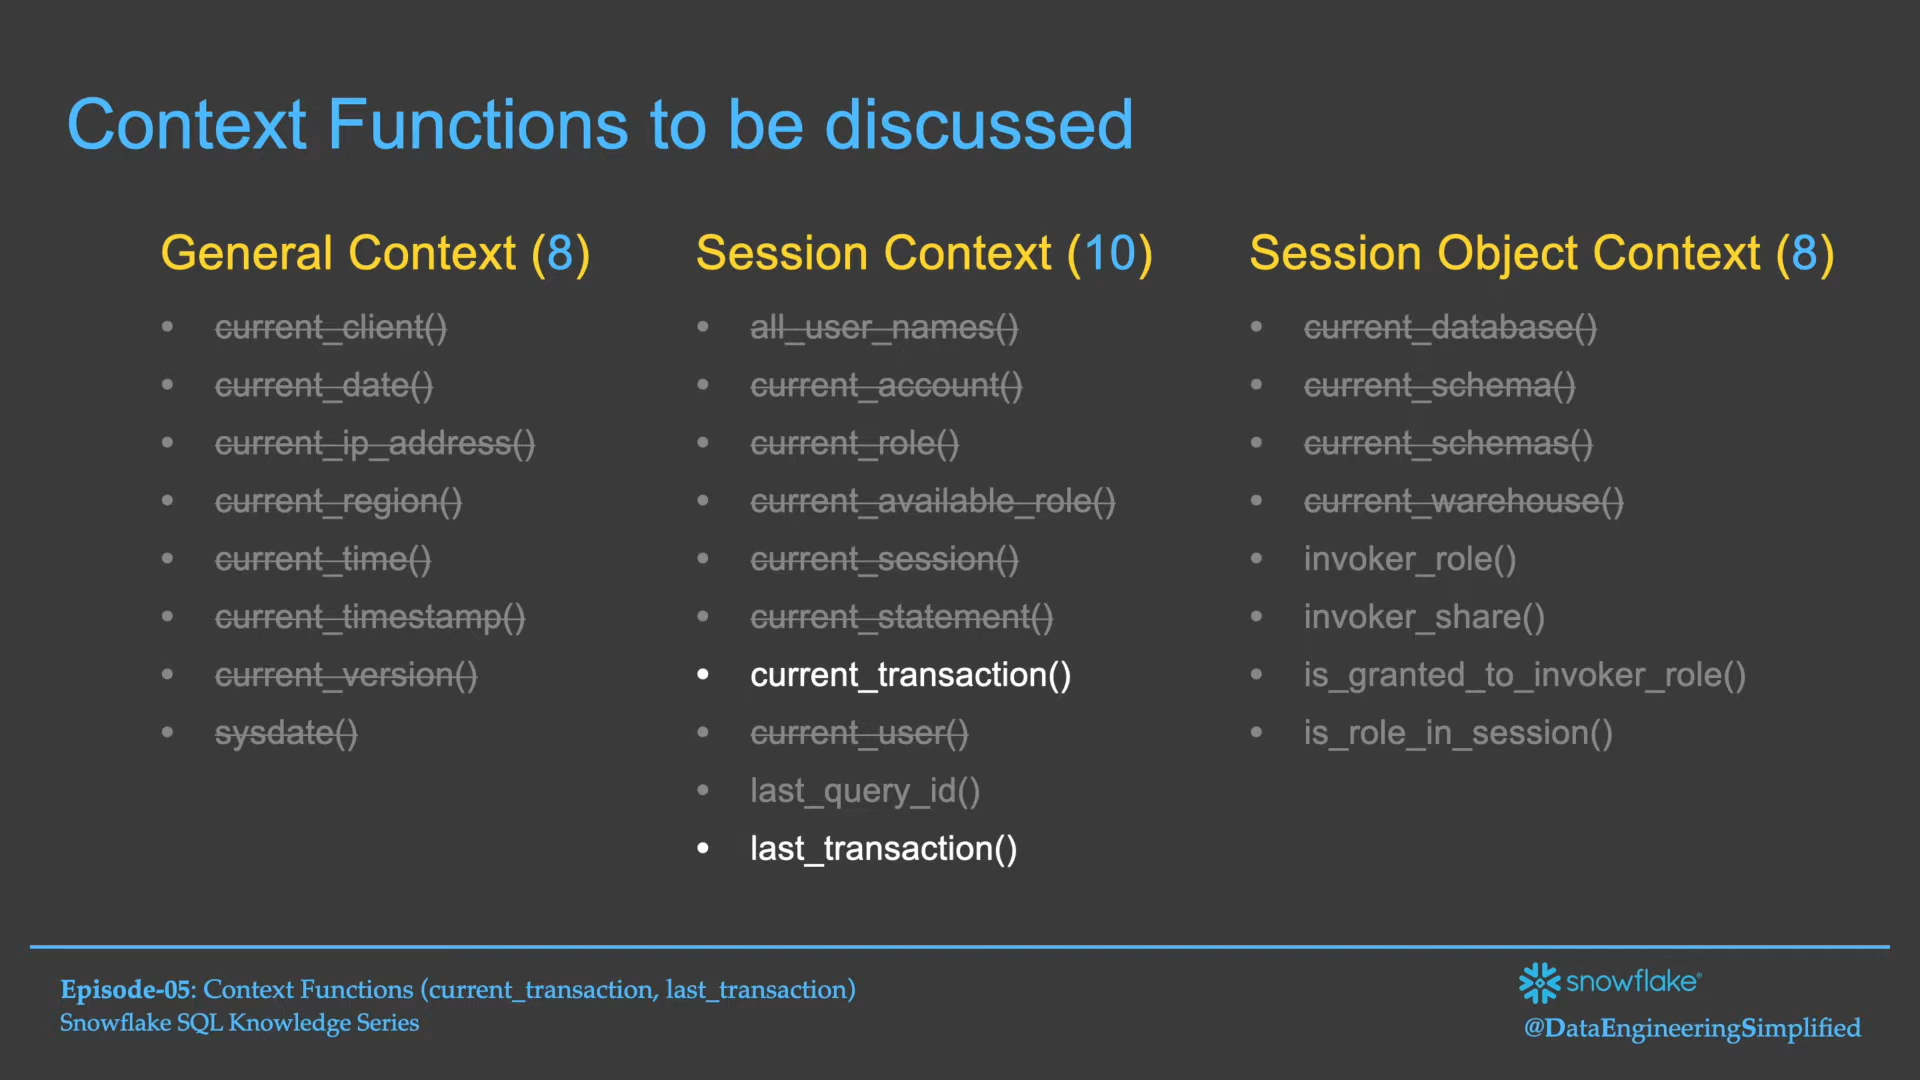 Context Functions to be discussed
General Context (8)
current_client()
current_date()
current_ip_address()
current_region()
current_time()
current_timestamp()
current_version()
sysdate()
Session Context (10)
all_user_names()
current_account()
current_role()
current_available_role()
current_session()
current_statement()
current_transaction()
current_user()
last_query_id()
last_transaction()
Session Object Context (8)
current_database()
current_schema()
current_schemas()
current_warehouse()
invoker_role()
invoker_share()
is_granted_to_invoker_role()
is_role_in_session()
Episode-05: Context Functions (current_transaction, last_transaction)
Snowflake SQL Knowledge Series
snowflake®
@DataEngineeringSimplified